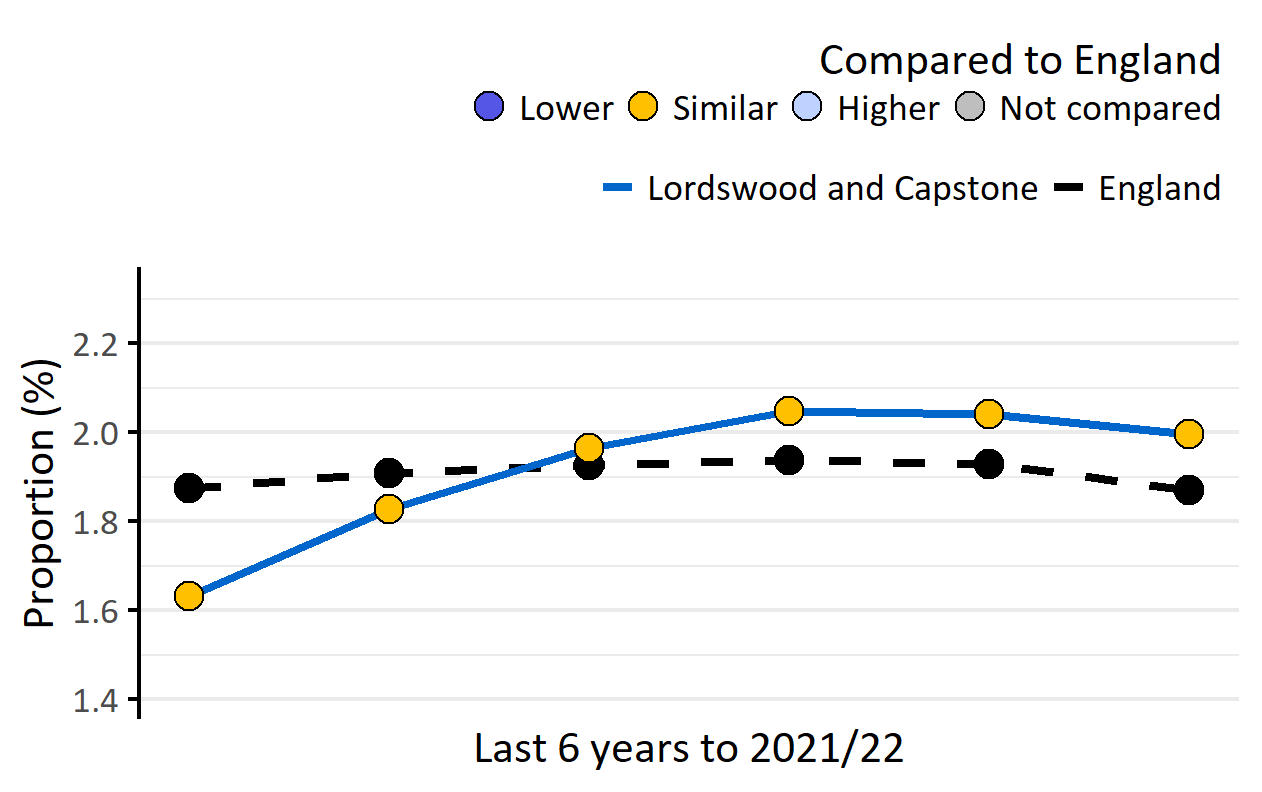 Compared to England
Lower Similar Higher Not compared
Lordswood and Capstone England
Proportion (%)
2.2
2.0
1.8
1.6
1.4
Last 6 years to 2021/22